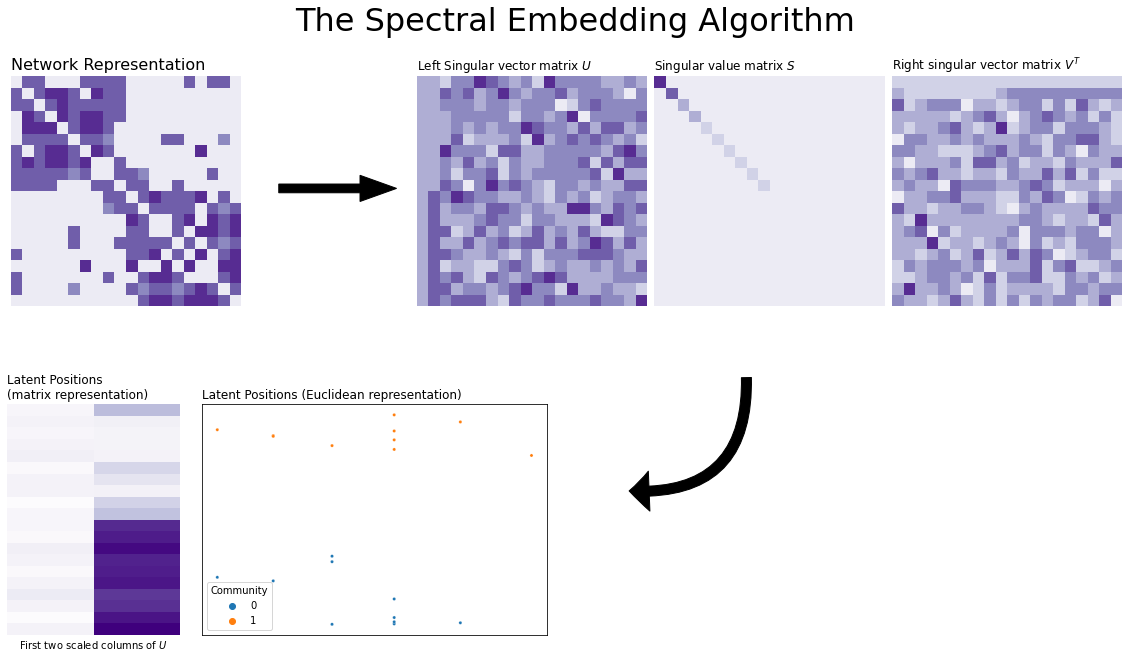 The Spectral Embedding Algorithm
Network Representation
Left Singular vector matrix U
Singular value matrix S
Right singular vector matrix V^T
Latent Positions
(matrix representation)
First two scaled columns of U
Latent Positions (Euclidean representation)
Community
0
1